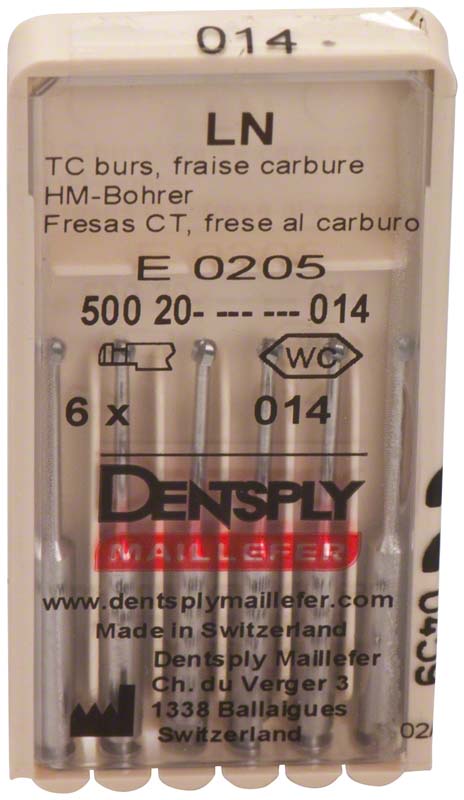 014
LN
TC burs, fraise carbure
HM-Bohrer
Fresas CT, frese al carburo
E 0205
500 20- --- --- 014
WC
6 x 014
DENTSPLY
MAILLEFER
www.dentsplymaillefer.com
Made in Switzerland
Dentsply Maillefer
Ch. du Verger 3
1338 Ballaigues
Switzerland
02/